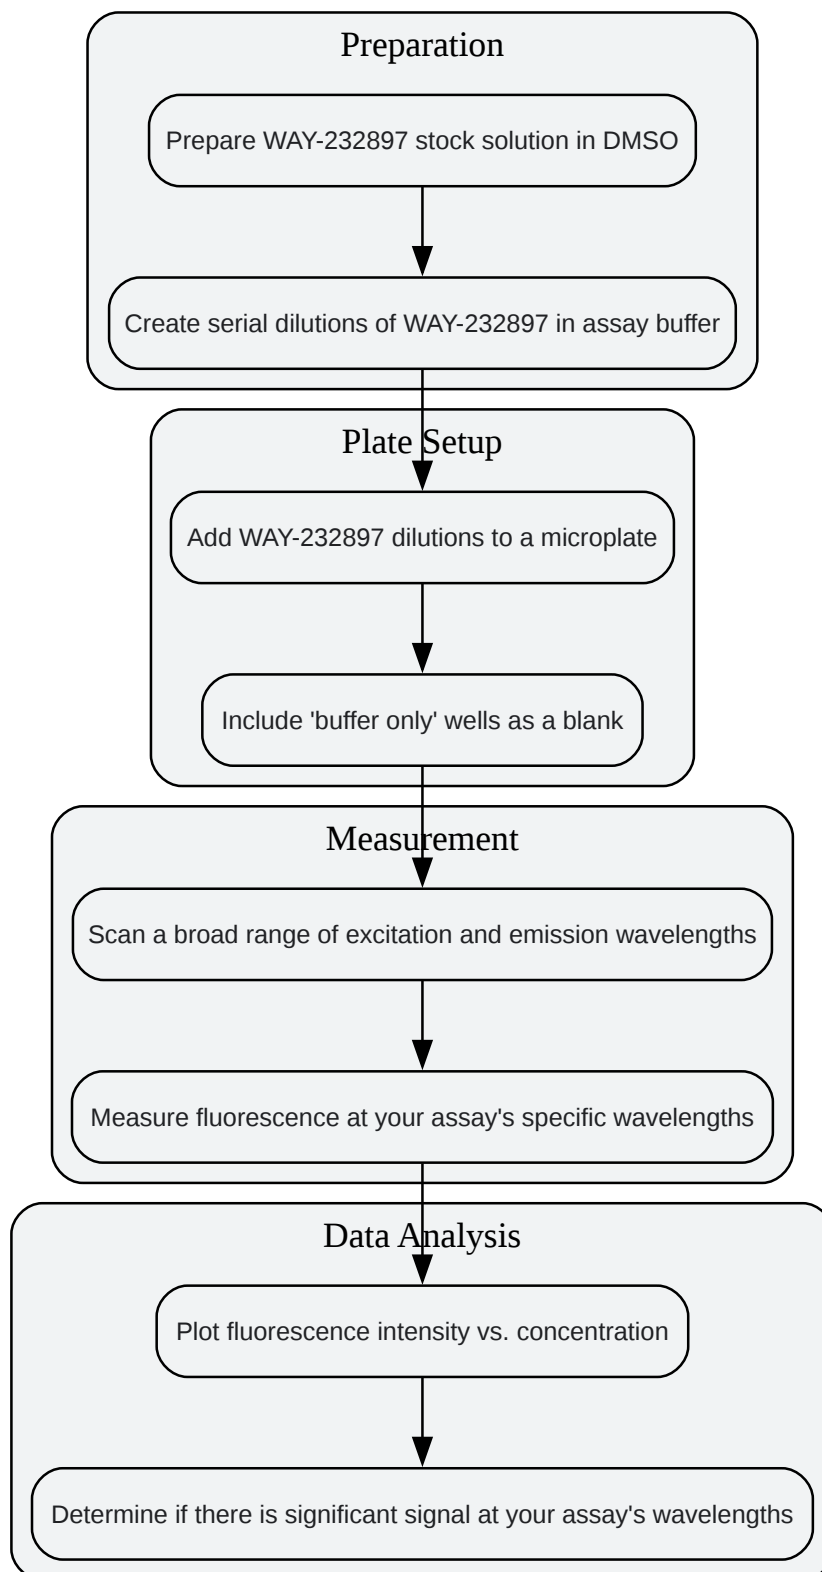 Preparation
Prepare WAY-232897 stock solution in DMSO
Create serial dilutions of WAY-232897 in assay buffer
Plate Setup
Add WAY-232897 dilutions to a microplate
Include 'buffer only' wells as a blank
Measurement
Scan a broad range of excitation and emission wavelengths
Measure fluorescence at your assay's specific wavelengths
Data Analysis
Plot fluorescence intensity vs. concentration
Determine if there is significant signal at your assay's wavelengths